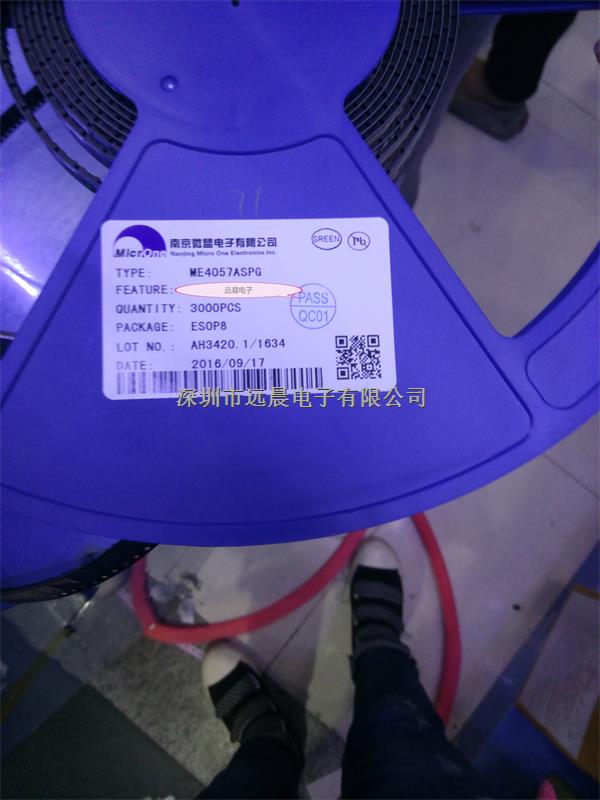 71
MicrOne
南京微盟电子有限公司
Nanjing Micro One Electronics Inc.
GREEN
Pb
TYPE: ME4057ASPG
FEATURE: 远晨电子
PASS
QC01
QUANTITY: 3000PCS
PACKAGE: ESOP8
LOT NO.: AH3420.1/1634
DATE: 2016/09/17
深圳市远晨电子有限公司